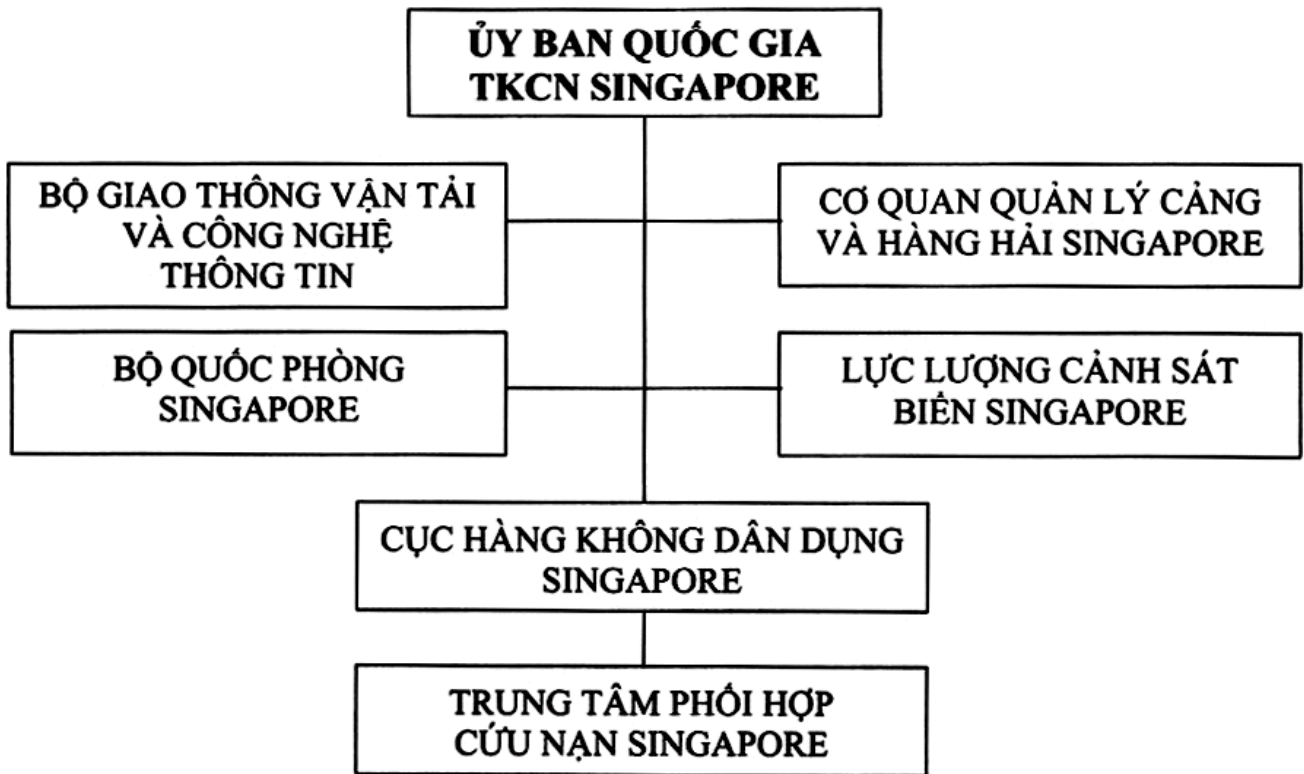 ỦY BAN QUỐC GIA
TKCN SINGAPORE
BỘ GIAO THÔNG VẬN TẢI
VÀ CÔNG NGHỆ
THÔNG TIN
CƠ QUAN QUẢN LÝ CẢNG
VÀ HÀNG HẢI SINGAPORE
BỘ QUỐC PHÒNG
SINGAPORE
LỰC LƯỢNG CẢNH SÁT
BIỂN SINGAPORE
CỤC HÀNG KHÔNG DÂN DỤNG
SINGAPORE
TRUNG TÂM PHỐI HỢP
CỨU NẠN SINGAPORE